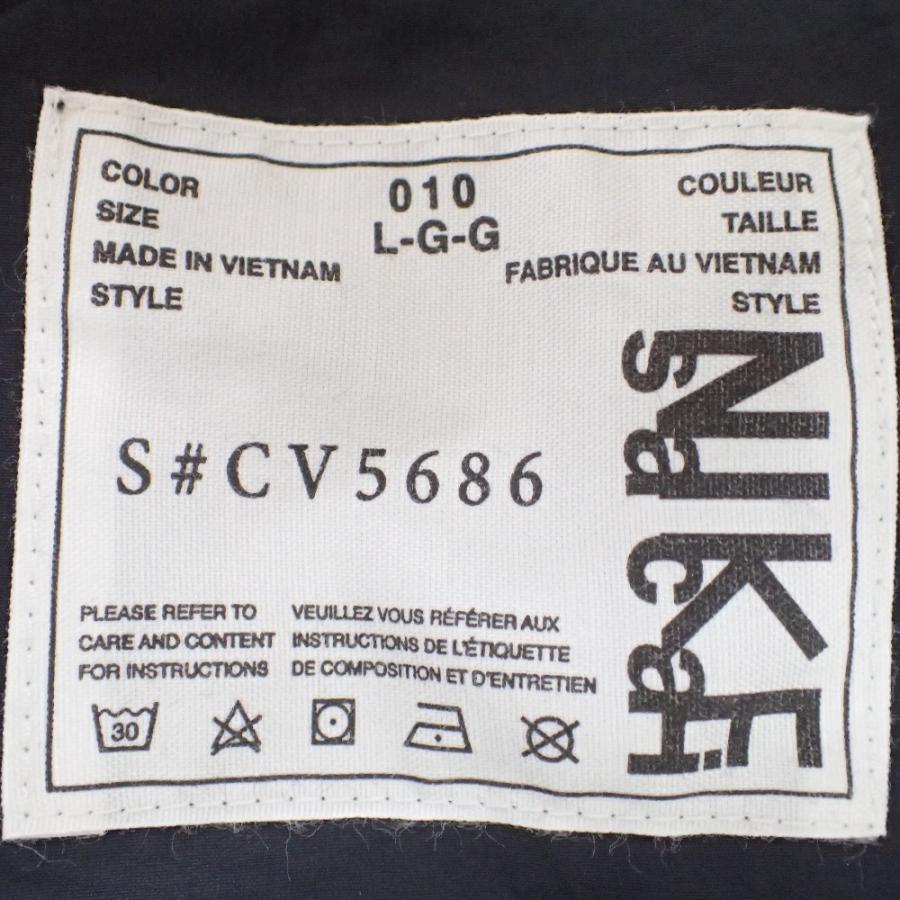 COLOR 010 COULEUR
SIZE L-G-G TAILLE
MADE IN VIETNAM FABRIQUE AU VIETNAM
STYLE STYLE
S#CV5686
NIKE
Sacai
PLEASE REFER TO
CARE AND CONTENT
FOR INSTRUCTIONS
VEUILLEZ VOUS RÉFÉRER AUX
INSTRUCTIONS DE L'ÉTIQUETTE
DE COMPOSITION ET D'ENTRETIEN
30